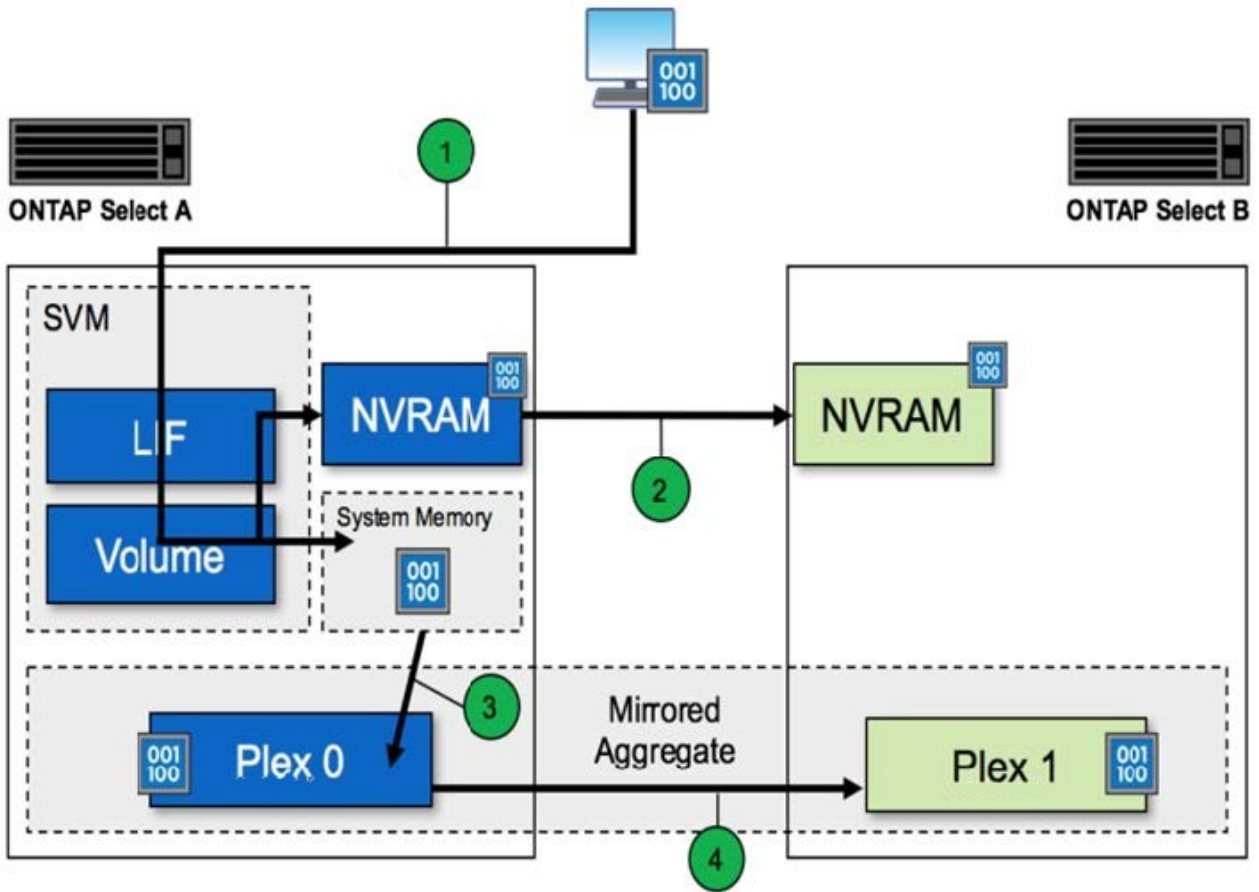 001
100
1
ONTAP Select A
ONTAP Select B
SVM
LIF
Volume
NVRAM
001
100
2
NVRAM
001
100
System Memory
001
100
3
Mirrored
Aggregate
001
100
Plex 0
Plex 1
001
100
4